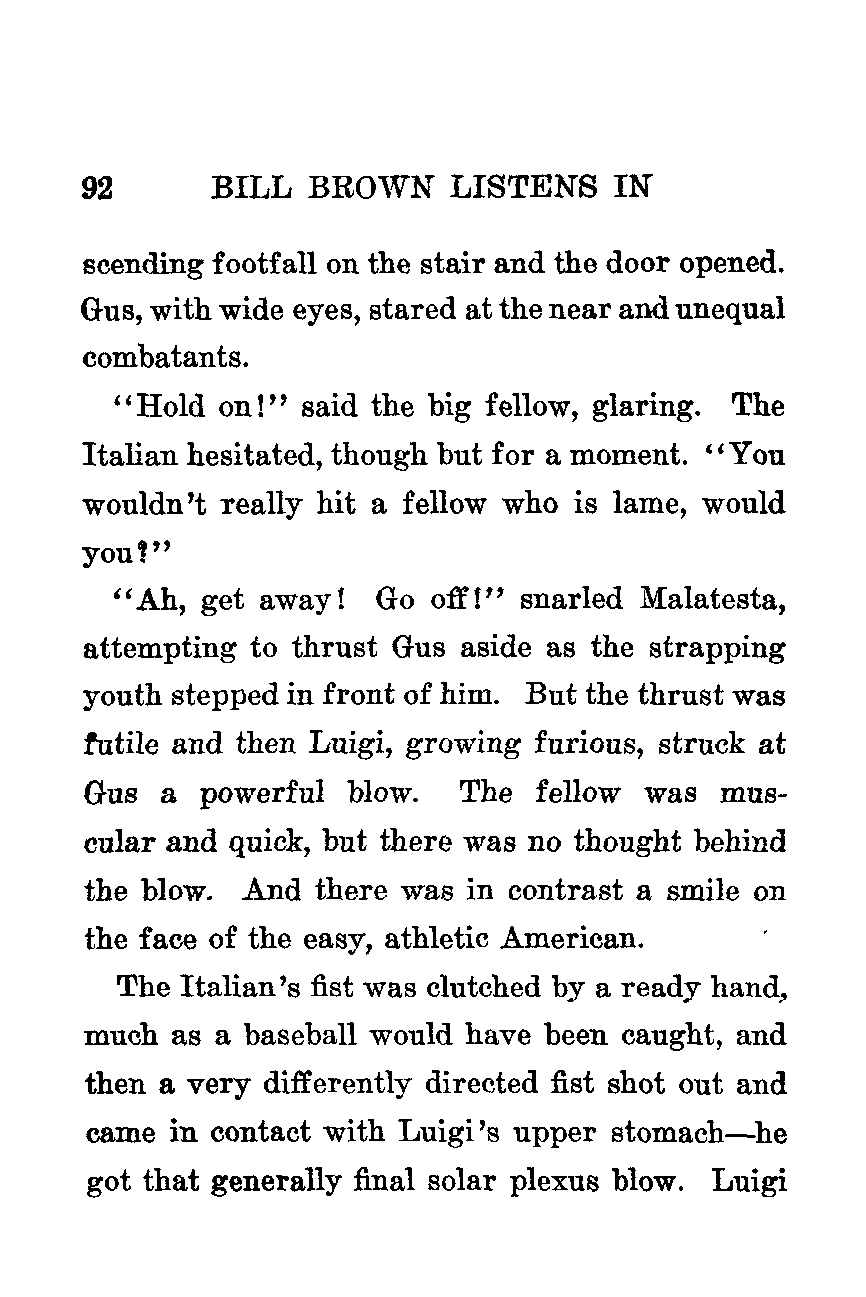 92 BILL BROWN LISTENS IN
scending footfall on the stair and the door opened.
Gus, with wide eyes, stared at the near and unequal
combatants.
"Hold on!" said the big fellow, glaring. The
Italian hesitated, though but for a moment. "You
wouldn't really hit a fellow who is lame, would
you?"
"Ah, get away! Go off!" snarled Malatesta,
attempting to thrust Gus aside as the strapping
youth stepped in front of him. But the thrust was
futile and then Luigi, growing furious, struck at
Gus a powerful blow. The fellow was mus-
cular and quick, but there was no thought behind
the blow. And there was in contrast a smile on
the face of the easy, athletic American.
The Italian's fist was clutched by a ready hand,
much as a baseball would have been caught, and
then a very differently directed fist shot out and
came in contact with Luigi's upper stomach—he
got that generally final solar plexus blow. Luigi